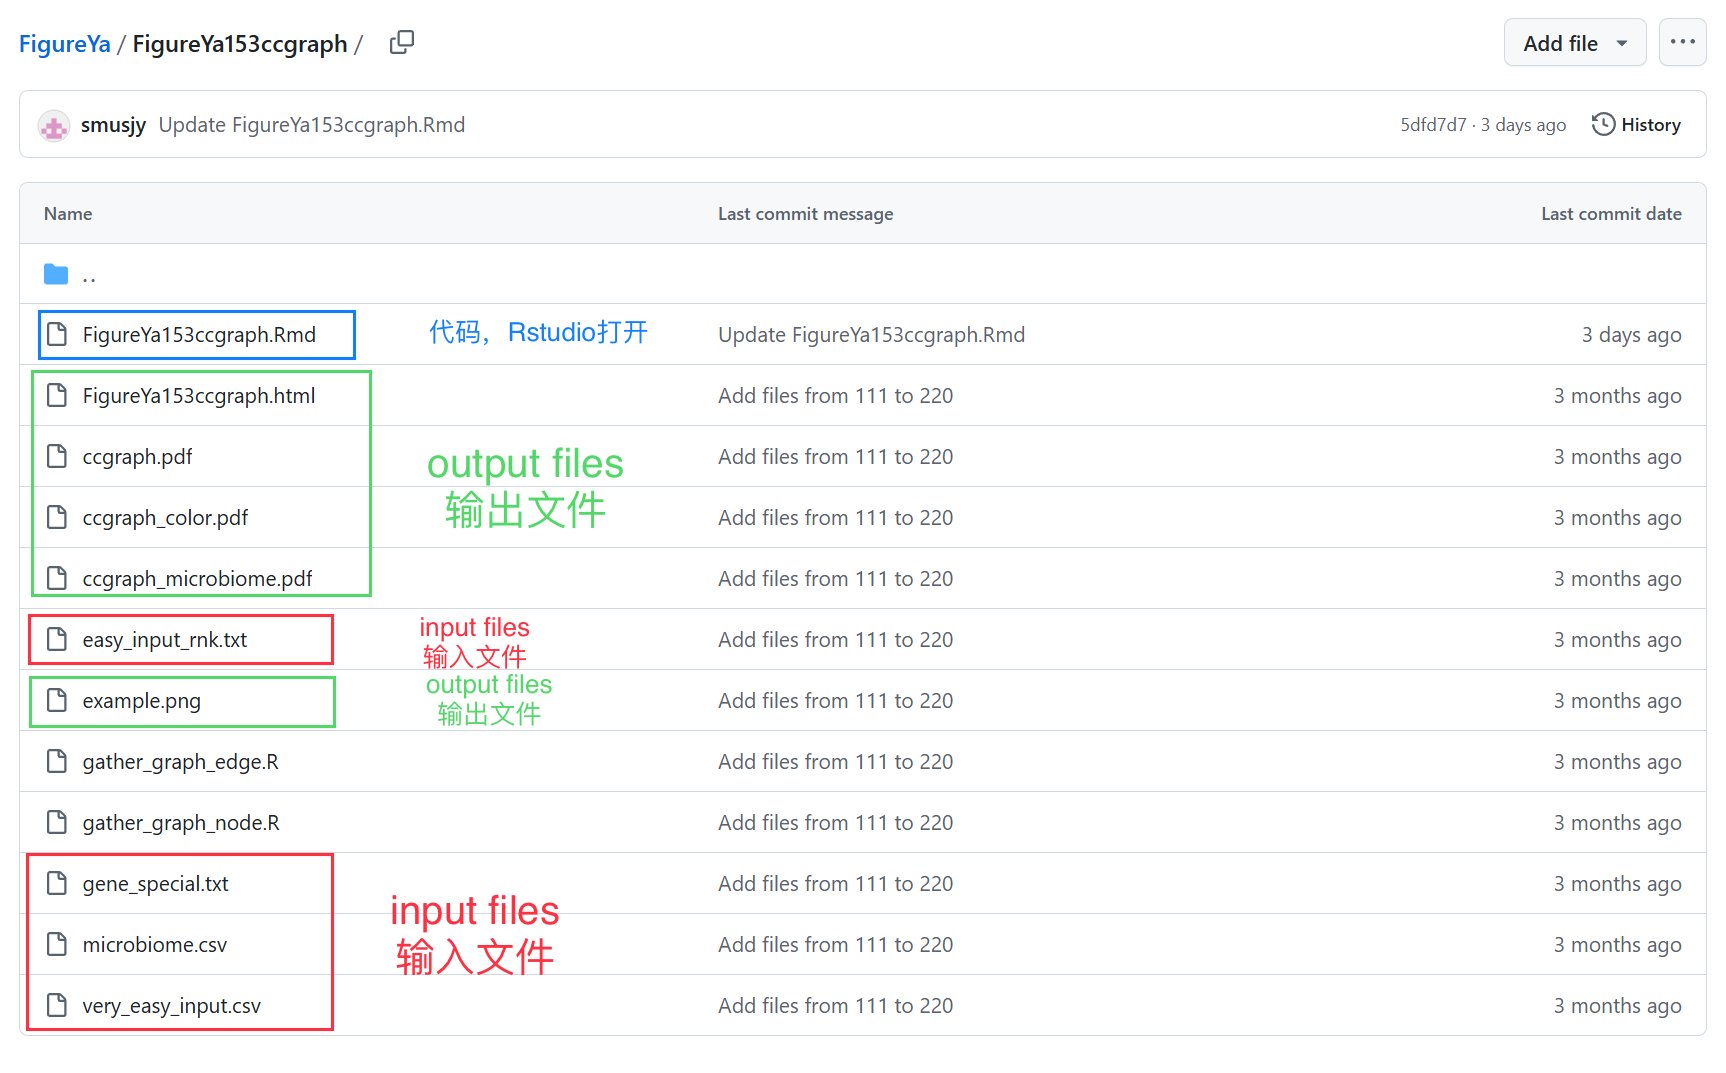 FigureYa / FigureYa153ccgraph /
Add file
smusjy Update FigureYa153ccgraph.Rmd 5dfd7d7 · 3 days ago History
Name Last commit message Last commit date
..
FigureYa153ccgraph.Rmd 代码，Rstudio打开 Update FigureYa153ccgraph.Rmd 3 days ago
FigureYa153ccgraph.html Add files from 111 to 220 3 months ago
ccgraph.pdf Add files from 111 to 220 3 months ago
output files
输出文件
ccgraph_color.pdf Add files from 111 to 220 3 months ago
ccgraph_microbiome.pdf Add files from 111 to 220 3 months ago
input files
输入文件
easy_input_rnk.txt Add files from 111 to 220 3 months ago
output files
输出文件
example.png Add files from 111 to 220 3 months ago
gather_graph_edge.R Add files from 111 to 220 3 months ago
gather_graph_node.R Add files from 111 to 220 3 months ago
gene_special.txt Add files from 111 to 220 3 months ago
input files
输入文件
microbiome.csv Add files from 111 to 220 3 months ago
very_easy_input.csv Add files from 111 to 220 3 months ago